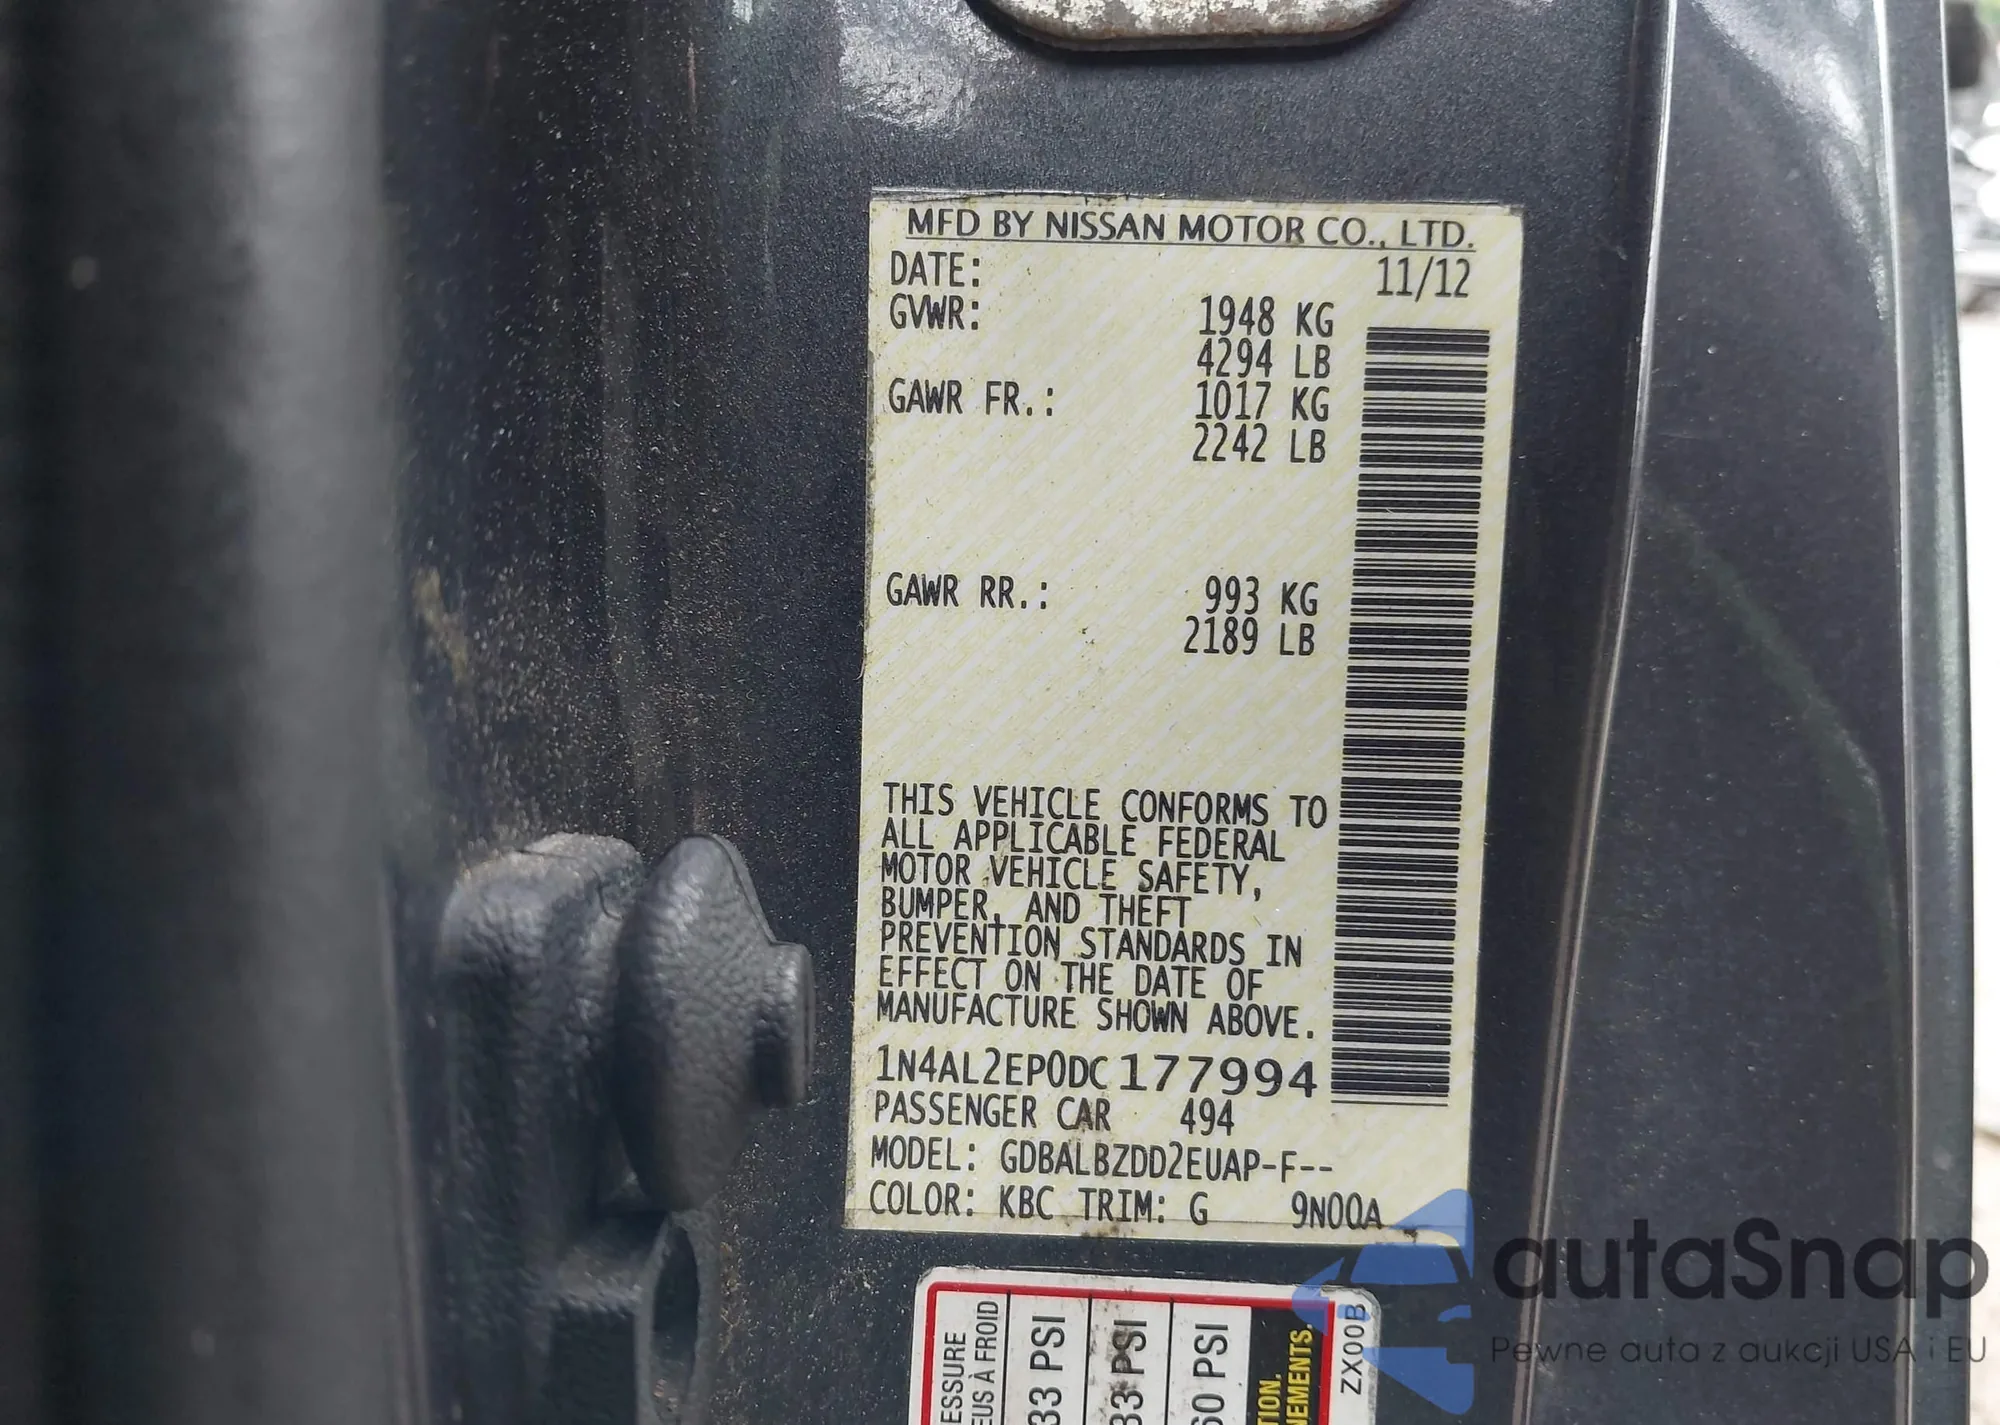 MFD BY NISSAN MOTOR CO., LTD.
DATE: 11/12
GVWR: 1948 KG
4294 LB
GAWR FR.: 1017 KG
2242 LB
GAWR RR.: 993 KG
2189 LB
THIS VEHICLE CONFORMS TO
ALL APPLICABLE FEDERAL
MOTOR VEHICLE SAFETY,
BUMPER, AND THEFT
PREVENTION STANDARDS IN
EFFECT ON THE DATE OF
MANUFACTURE SHOWN ABOVE.
1N4AL2EP0DC177994
PASSENGER CAR 494
MODEL: GDBALBZDD2EUAP-F--
COLOR: KBC TRIM: G 9N00A
À FROID
33 PSI
33 PSI
60 PSI
ZX00B
autaSnap
Pewne auta z aukcji USA i EU